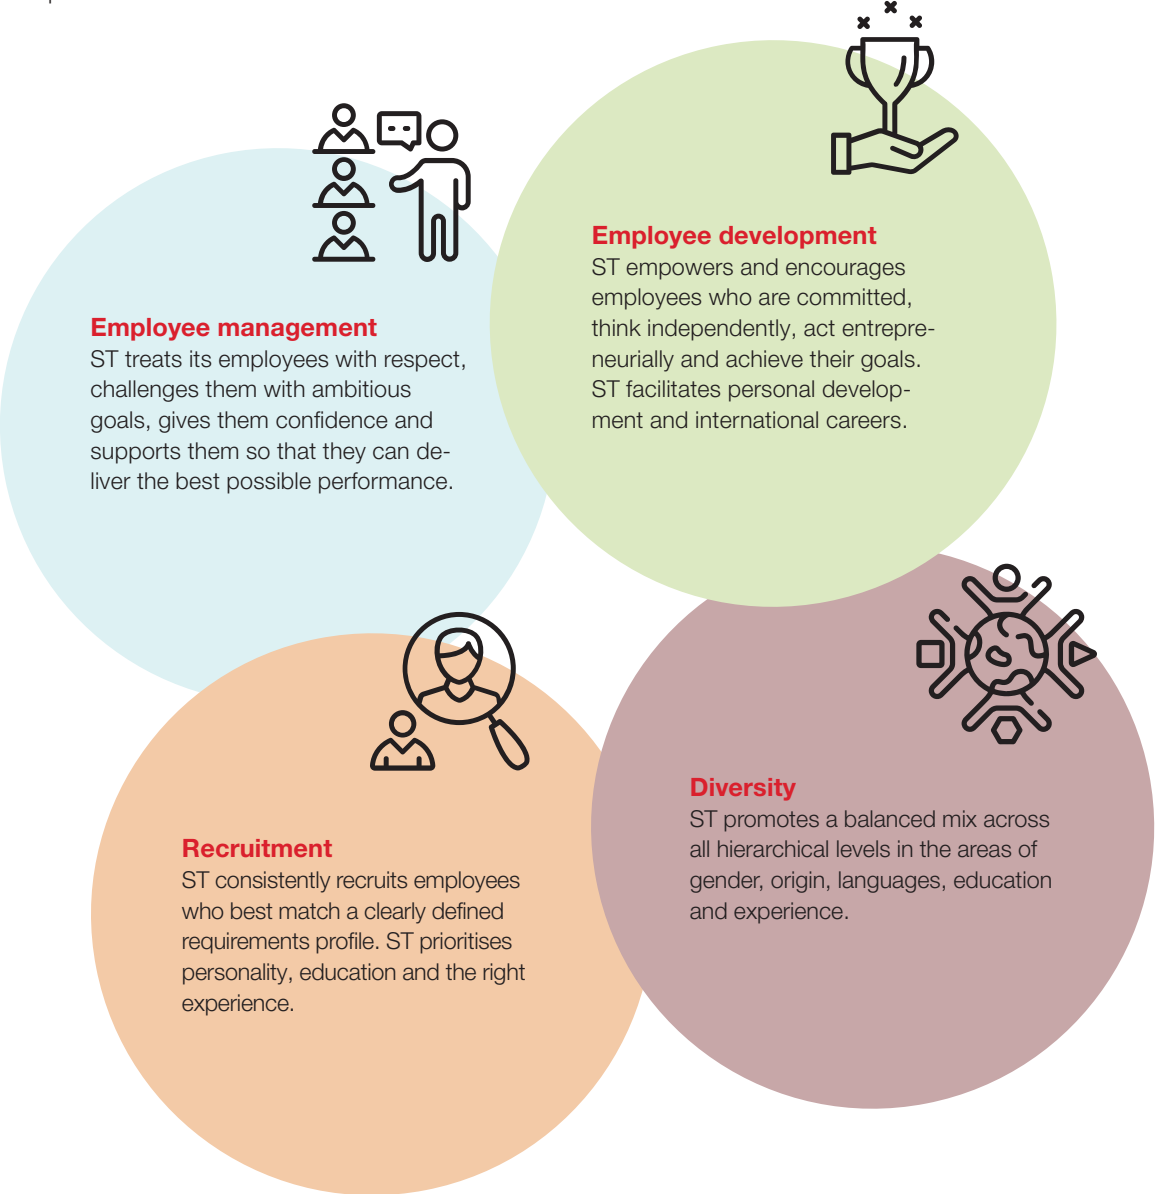 Employee management
ST treats its employees with respect,
challenges them with ambitious
goals, gives them confidence and
supports them so that they can de-
liver the best possible performance.
Employee development
ST empowers and encourages
employees who are committed,
think independently, act entrepre-
neurially and achieve their goals.
ST facilitates personal develop-
ment and international careers.
Recruitment
ST consistently recruits employees
who best match a clearly defined
requirements profile. ST prioritises
personality, education and the right
experience.
Diversity
ST promotes a balanced mix across
all hierarchical levels in the areas of
gender, origin, languages, education
and experience.